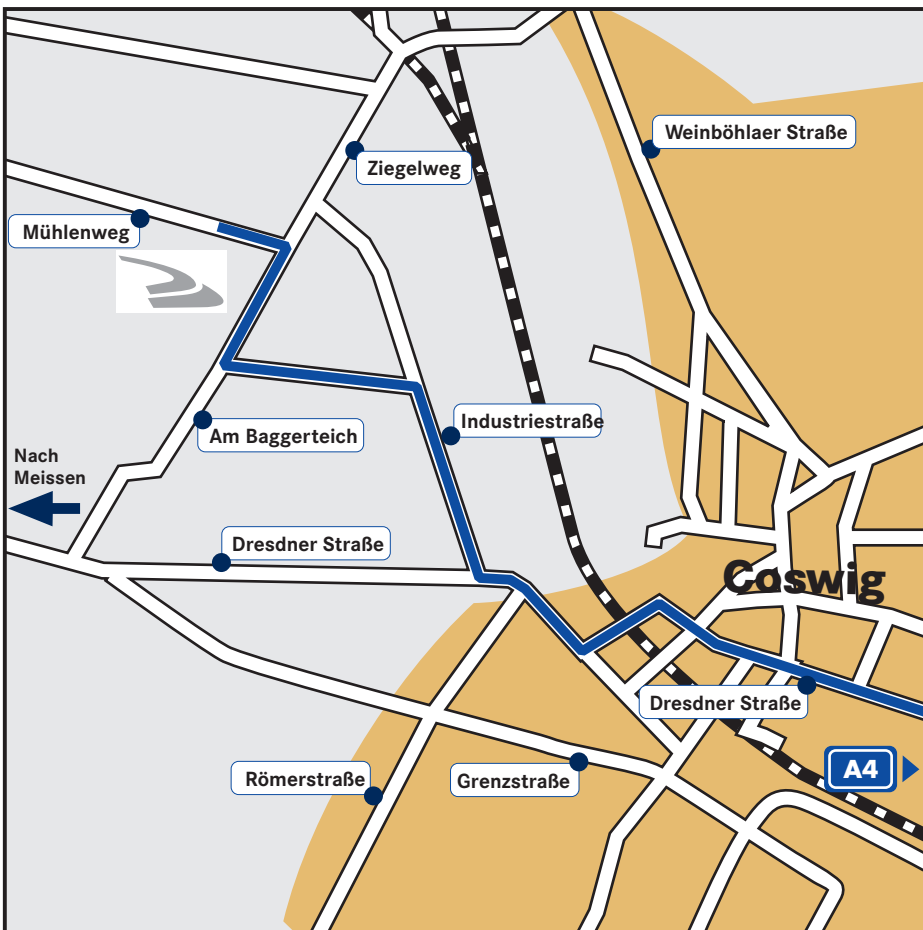 Weinböhlaer Straße
Ziegelweg
Mühlenweg
Industriestraße
Am Baggerteich
Nach
Meissen
Dresdner Straße
Coswig
Dresdner Straße
A4
Römerstraße
Grenzstraße